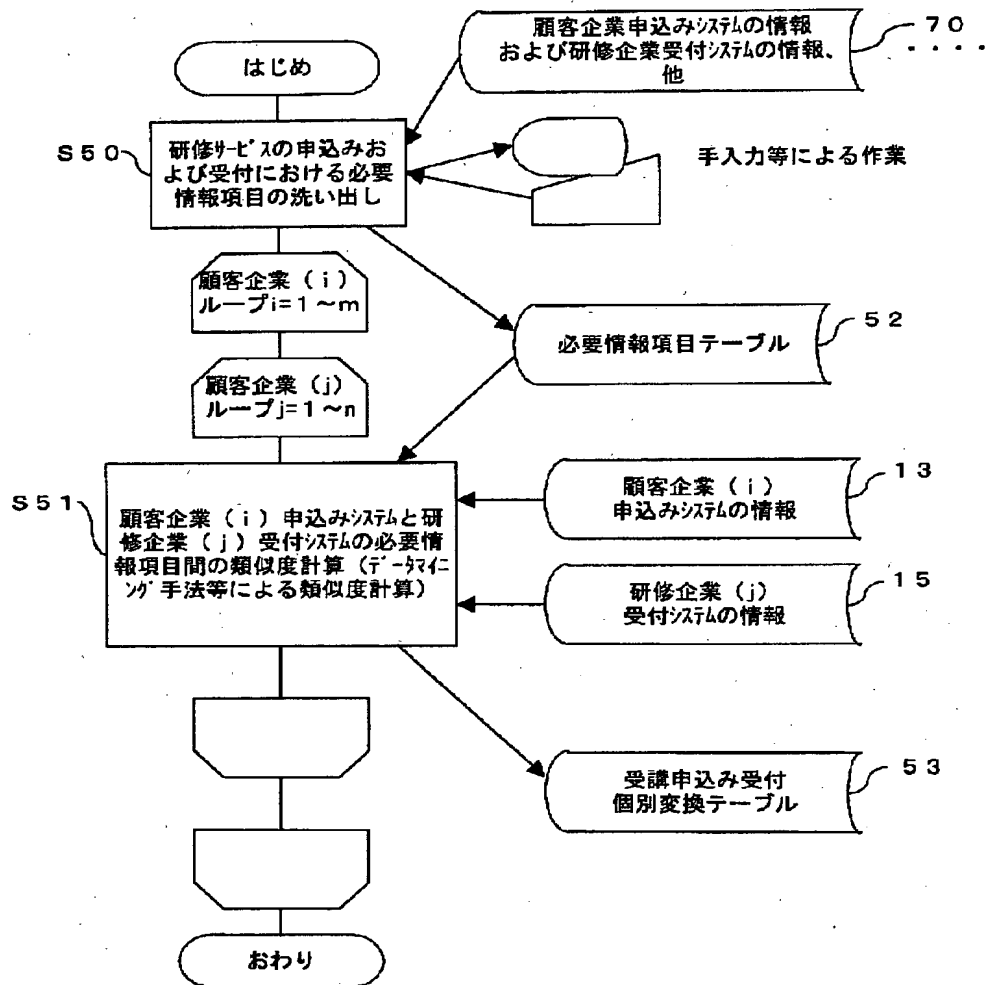 はじめ
顧客企業申込みシステムの情報
および研修企業受付システムの情報、
他
70
・・・・
S50
研修サービスの申込みお
よび受付における必要
情報項目の洗い出し
手入力等による作業
顧客企業(i)
ループi=1~m
必要情報項目テーブル
52
顧客企業(j)
ループj=1~n
S51
顧客企業(i)申込みシステムと研
修企業(j)受付システムの必要情
報項目間の類似度計算(データマイニ
ング手法等による類似度計算)
顧客企業(i)
申込みシステムの情報
13
研修企業(j)
受付システムの情報
15
受講申込み受付
個別変換テーブル
53
おわり